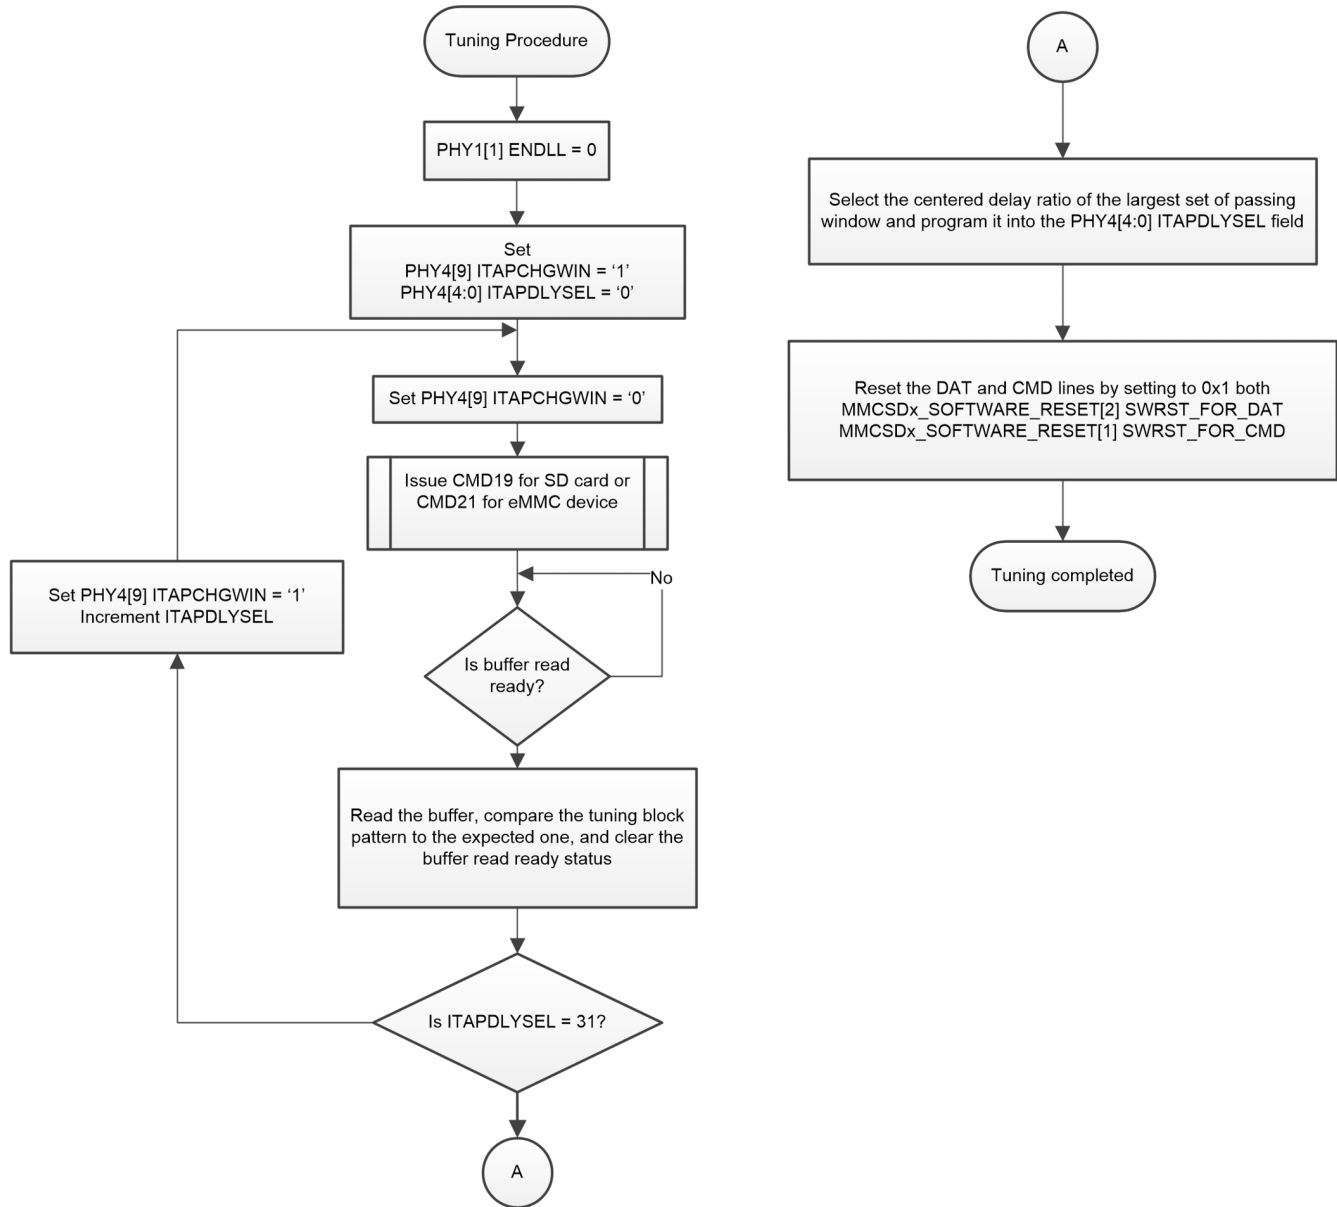 Tuning Procedure
PHY1[1] ENDLL = 0
Set
PHY4[9] ITAPCHGWIN = ‘1’
PHY4[4:0] ITAPDLYSEL = ‘0’
Set PHY4[9] ITAPCHGWIN = ‘0’
Issue CMD19 for SD card or
CMD21 for eMMC device
No
Set PHY4[9] ITAPCHGWIN = ‘1’
Increment ITAPDLYSEL
Is buffer read
ready?
Read the buffer, compare the tuning block
pattern to the expected one, and clear the
buffer read ready status
Is ITAPDLYSEL = 31?
A
A
Select the centered delay ratio of the largest set of passing
window and program it into the PHY4[4:0] ITAPDLYSEL field
Reset the DAT and CMD lines by setting to 0x1 both
MMCSDx_SOFTWARE_RESET[2] SWRST_FOR_DAT
MMCSDx_SOFTWARE_RESET[1] SWRST_FOR_CMD
Tuning completed